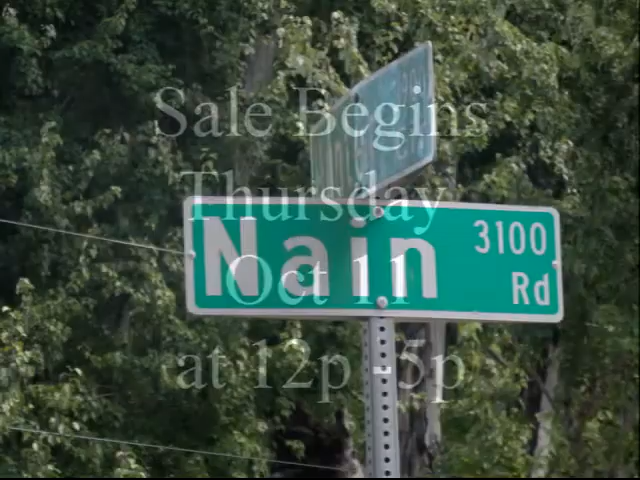 Sale Begins
Thursday
Nain 3100 Rd
Oct 11
at 12p -5p